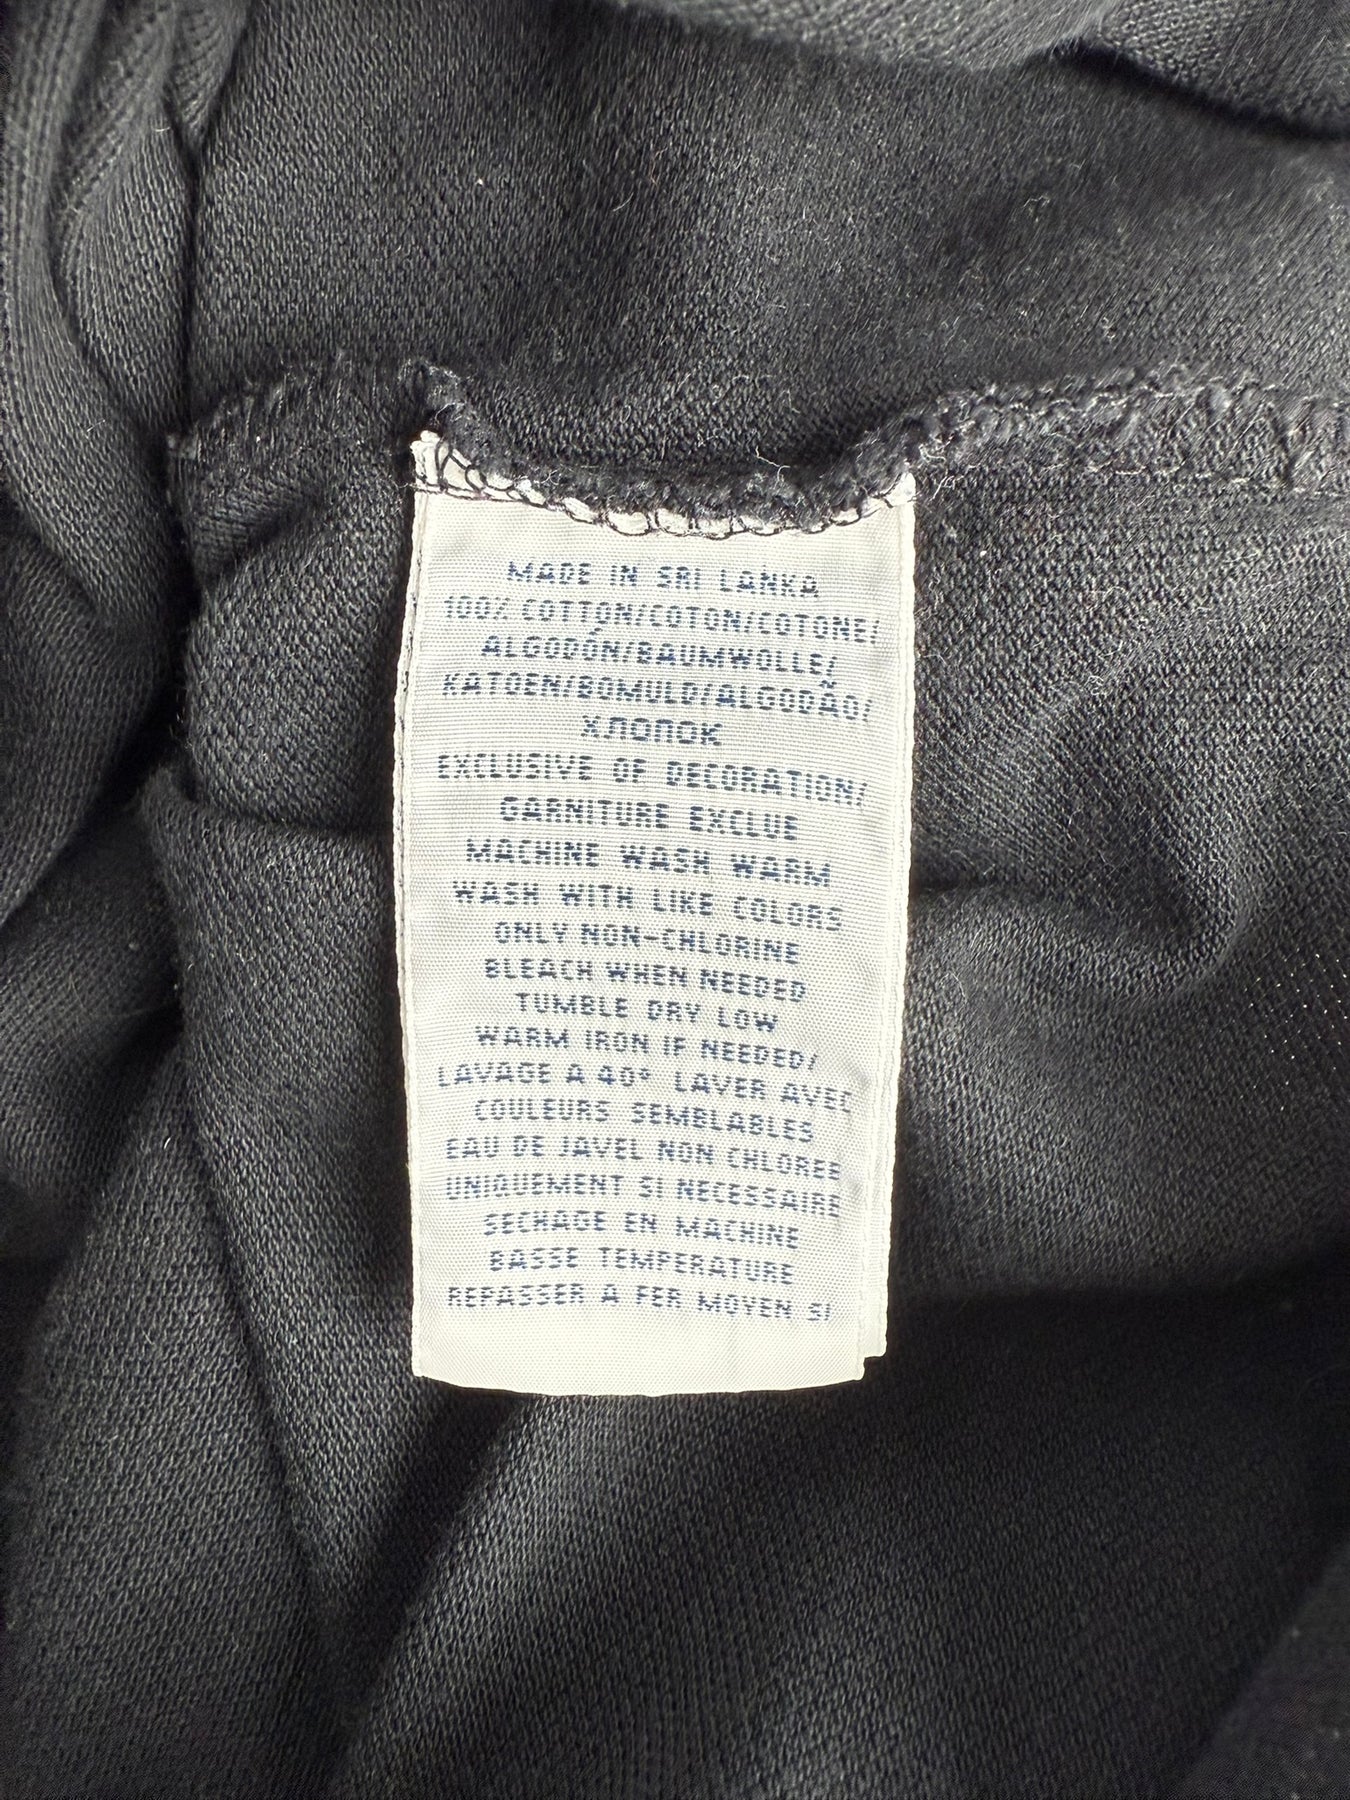 MADE IN SRI LANKA
100% COTTON/COTON/COTONE/
ALGODÓN/BAUMWOLLE/
KATOEN/BOMULD/ALGODÃO/
ХЛОПОК
EXCLUSIVE OF DECORATION/
GARNITURE EXCLUE
MACHINE WASH WARM
WASH WITH LIKE COLORS
ONLY NON-CHLORINE
BLEACH WHEN NEEDED
TUMBLE DRY LOW
WARM IRON IF NEEDED/
LAVAGE A 40° LAVER AVEC
COULEURS SEMBLABLES
EAU DE JAVEL NON CHLOREE
UNIQUEMENT SI NECESSAIRE
SECHAGE EN MACHINE
BASSE TEMPERATURE
REPASSER A FER MOYEN SI